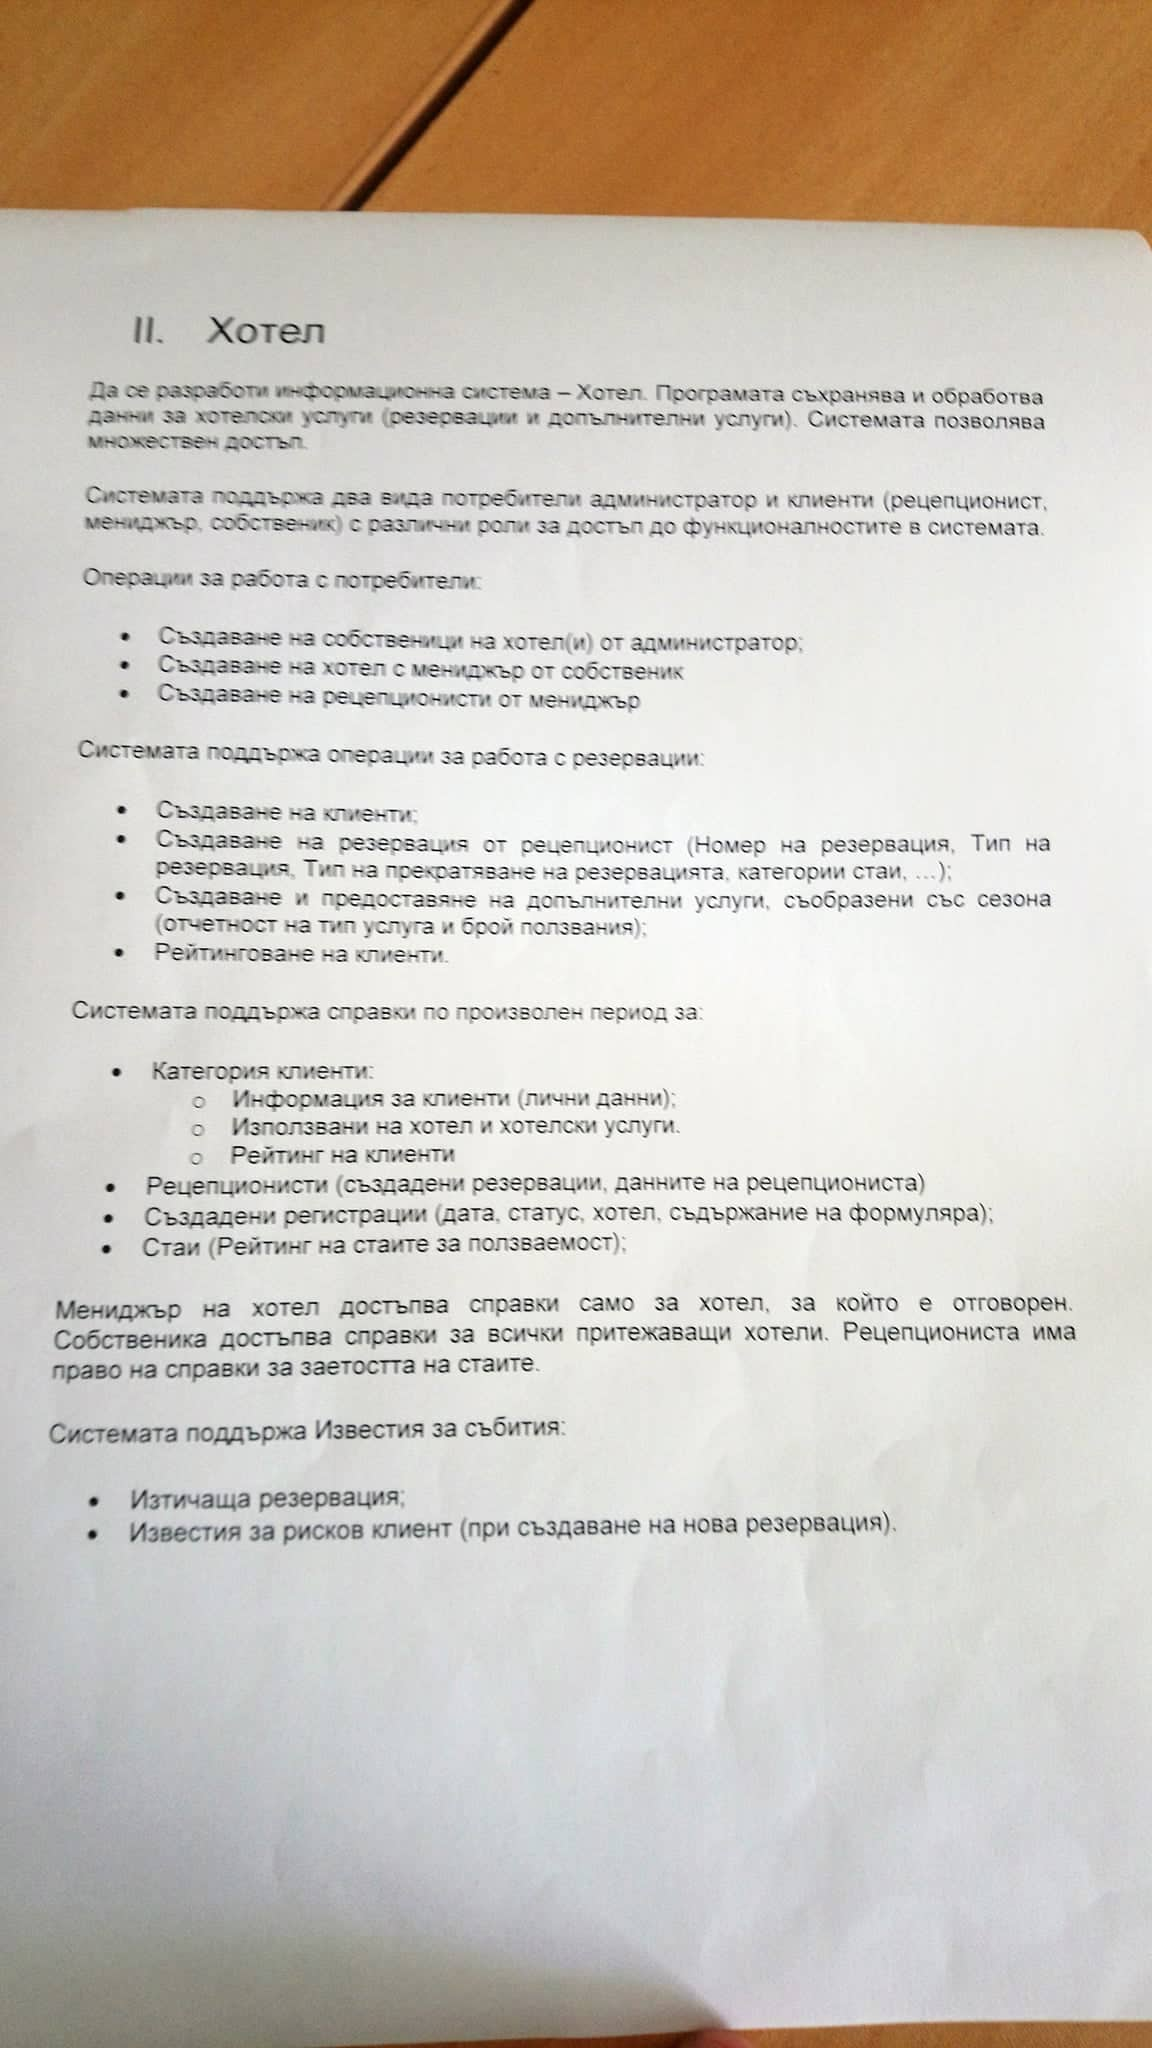 II. Хотел
Да се разработи информационна система – Хотел. Програмата съхранява и обработва
данни за хотелски услуги (резервации и допълнителни услуги). Системата позволява
множествен достъп.
Системата поддържа два вида потребители администратор и клиенти (рецепционист,
мениджър, собственик) с различни роли за достъп до функционалностите в системата.
Операции за работа с потребители:
• Създаване на собственици на хотел(и) от администратор;
• Създаване на хотел с мениджър от собственик
• Създаване на рецепционисти от мениджър
Системата поддържа операции за работа с резервации:
• Създаване на клиенти;
• Създаване на резервация от рецепционист (Номер на резервация, Тип на
резервация, Тип на прекратяване на резервацията, категории стаи, ...);
• Създаване и предоставяне на допълнителни услуги, съобразени със сезона
(отчетност на тип услуга и брой ползвания);
• Рейтинговане на клиенти.
Системата поддържа справки по произволен период за:
• Категория клиенти:
○ Информация за клиенти (лични данни);
○ Използвани на хотел и хотелски услуги.
○ Рейтинг на клиенти
• Рецепционисти (създадени резервации, данните на рецепциониста)
• Създадени регистрации (дата, статус, хотел, съдържание на формуляра);
• Стаи (Рейтинг на стаите за ползваемост);
Мениджър на хотел достъпва справки само за хотел, за който е отговорен.
Собственика достъпва справки за всички притежаващи хотели. Рецепциониста има
право на справки за заетостта на стаите.
Системата поддържа Известия за събития:
• Изтичаща резервация;
• Известия за рисков клиент (при създаване на нова резервация).